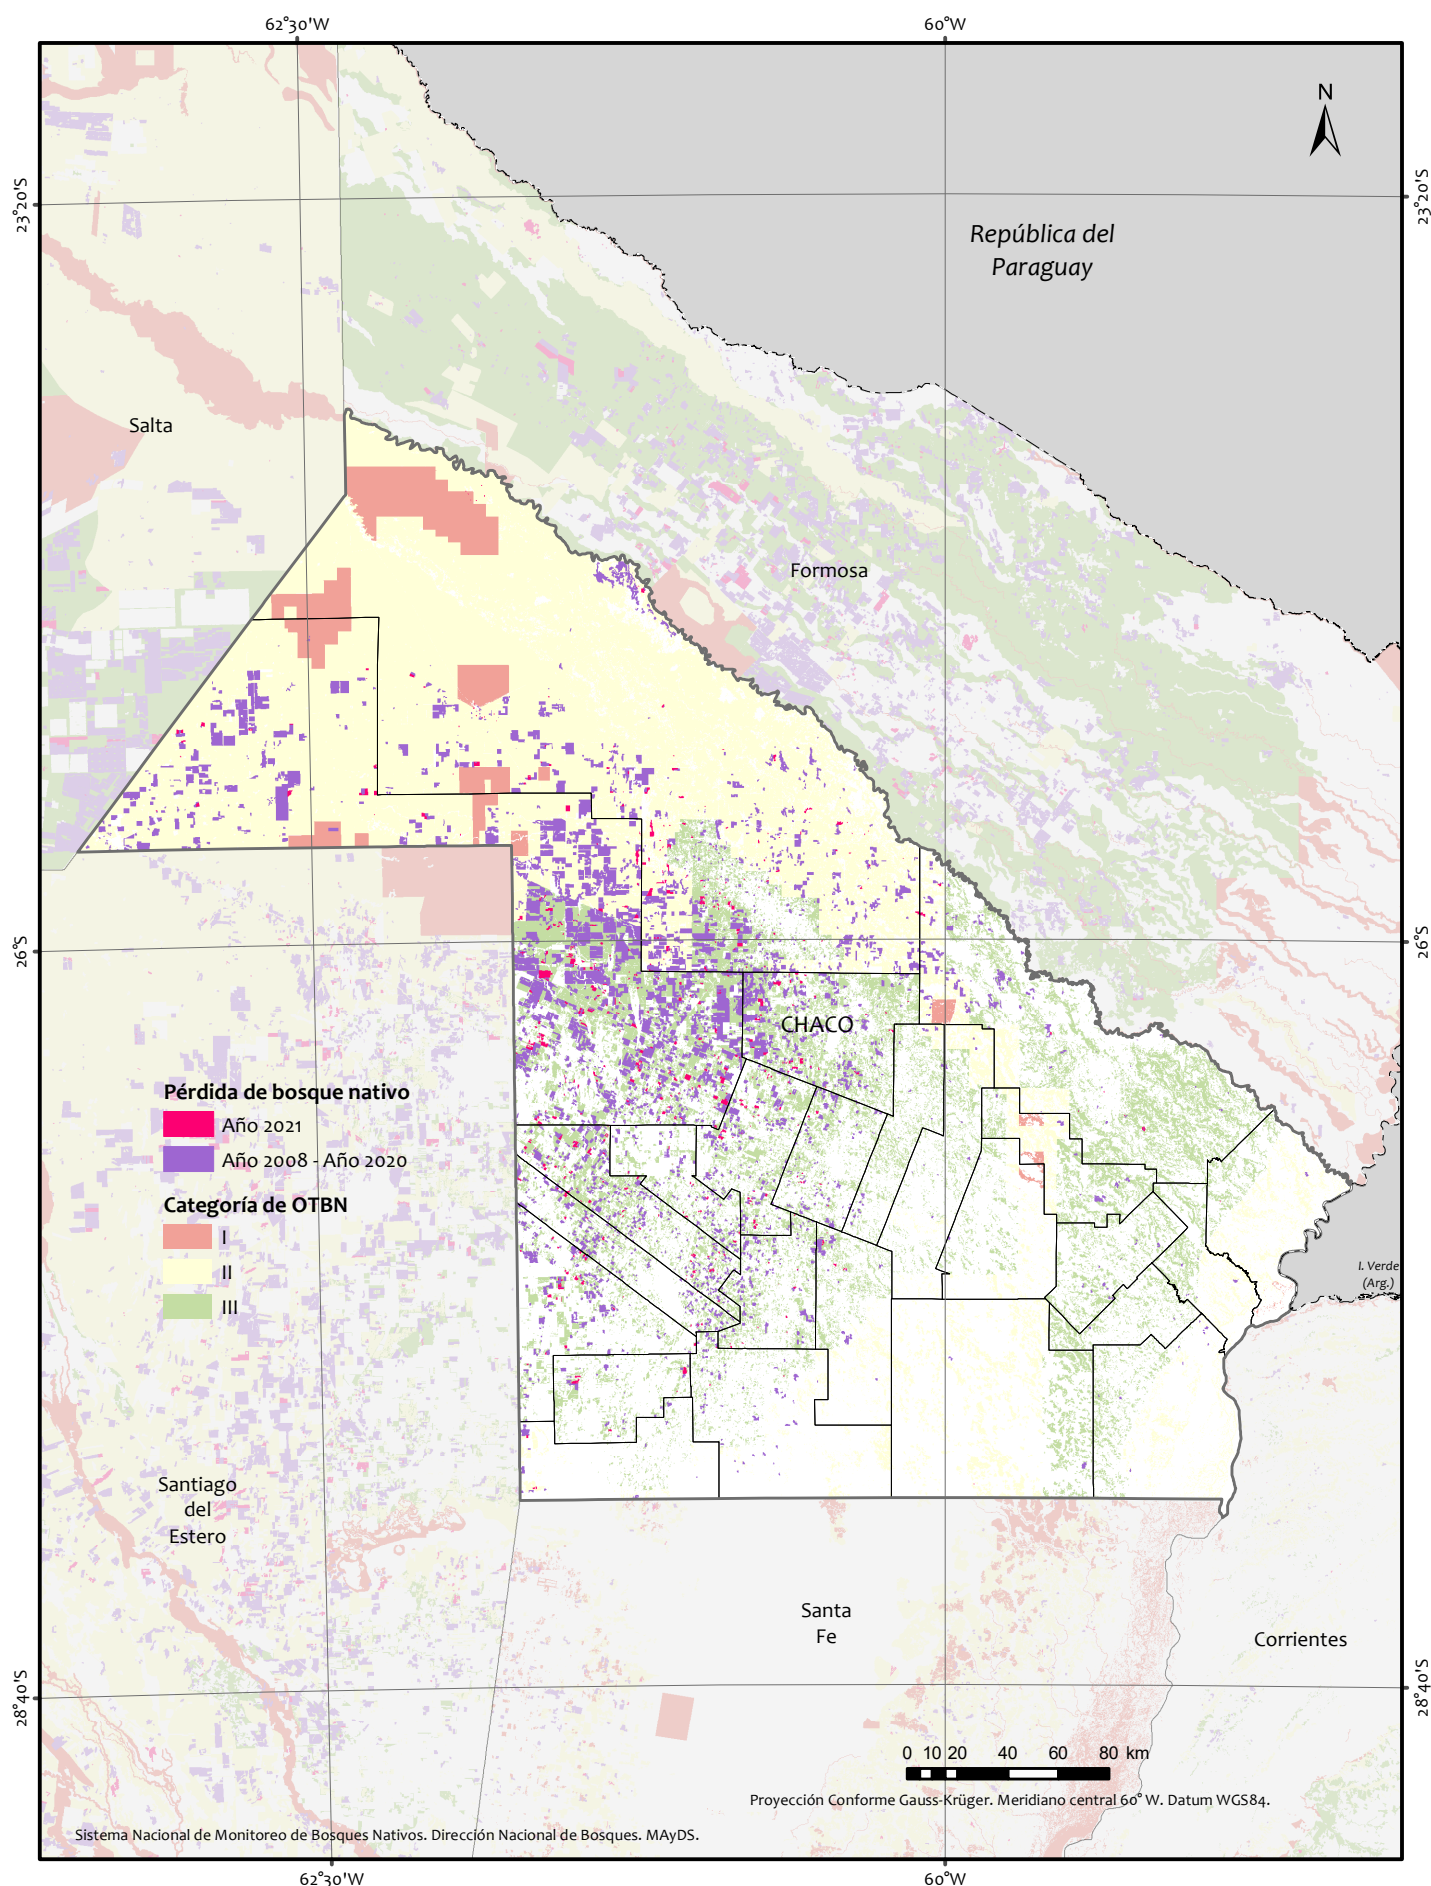 62°30'W
60°W
N
23°20'S
23°20'S
República del
Paraguay
Salta
Formosa
26°S
26°S
CHACO
Pérdida de bosque nativo
Año 2021
Año 2008 - Año 2020
Categoría de OTBN
I
II
III
I. Verde
(Arg.)
Santiago
del
Estero
Santa
Fe
Corrientes
28°40'S
28°40'S
0 10 20 40 60 80 km
Proyección Conforme Gauss-Krüger. Meridiano central 60° W. Datum WGS84.
Sistema Nacional de Monitoreo de Bosques Nativos. Dirección Nacional de Bosques. MAyDS.
62°30'W
60°W